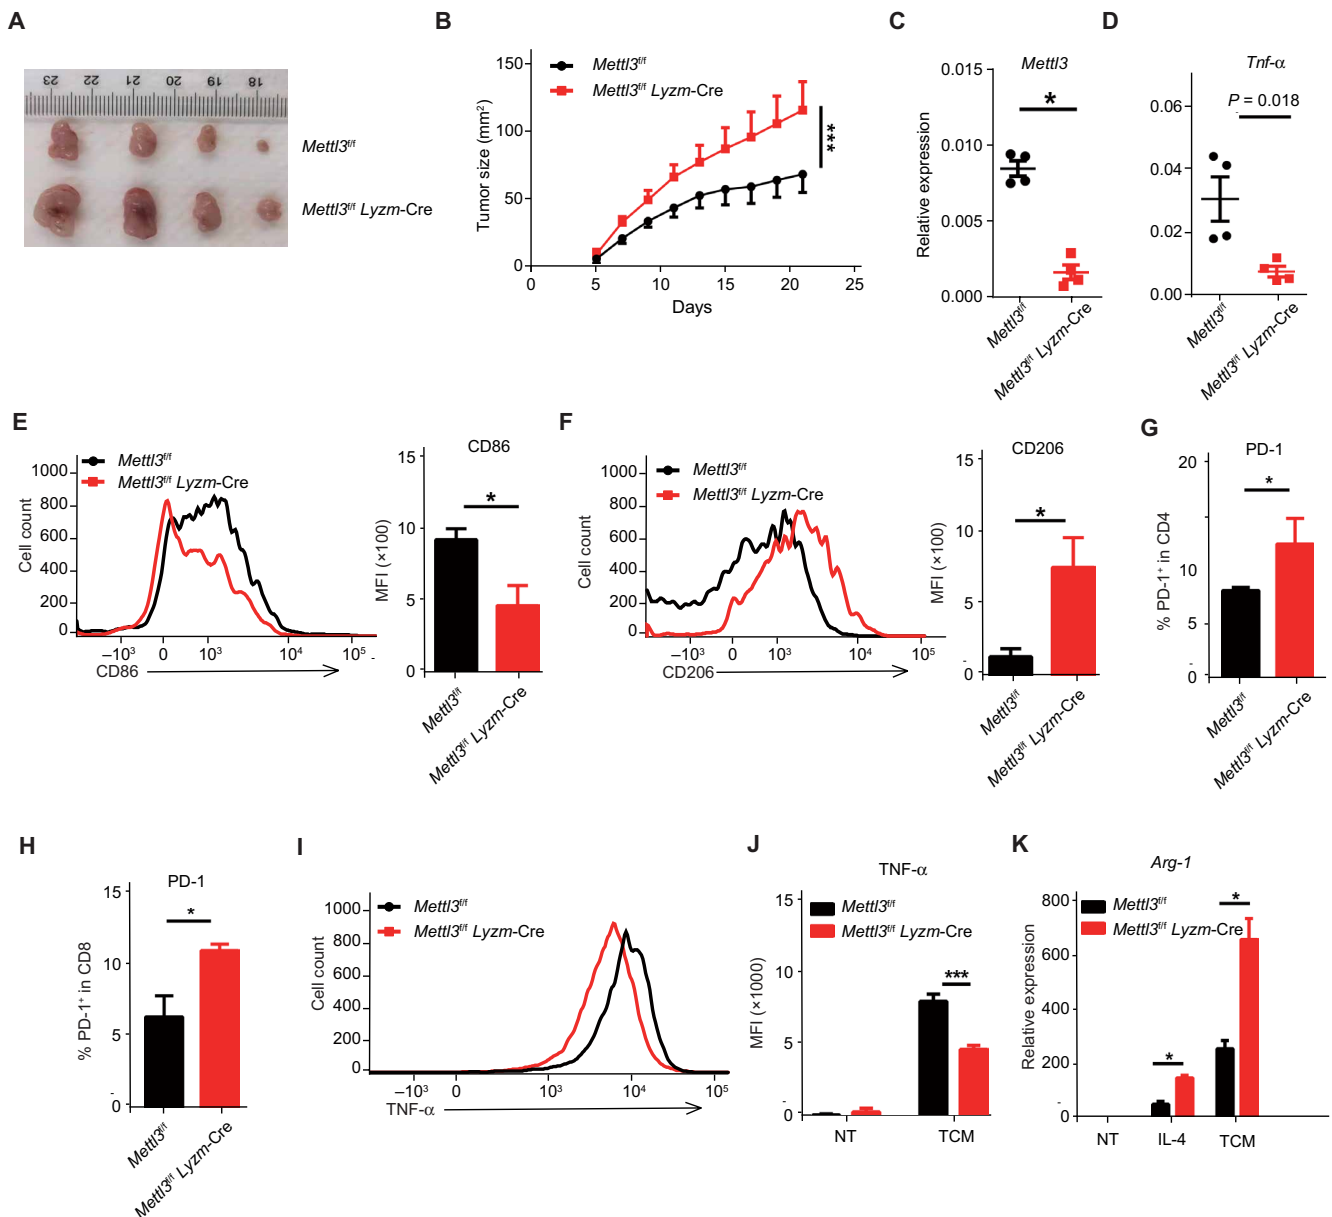 A
23 22 21 20 19 18
Mettl3f/f
Mettl3f/f Lyzm-Cre
B
Mettl3f/f
Mettl3f/f Lyzm-Cre
Tumor size (mm2)
150
100
50
0
0 5 10 15 20 25
Days
***
C
Mettl3
*
Relative expression
0.015
0.010
0.005
0.000
Mettl3f/f
Mettl3f/f Lyzm-Cre
D
Tnf-α
P = 0.018
0.06
0.04
0.02
0.00
Mettl3f/f
Mettl3f/f Lyzm-Cre
E
Mettl3f/f
Mettl3f/f Lyzm-Cre
Cell count
1000
800
600
400
200
0
–10³ 0 10³ 10⁴ 10⁵
CD86
CD86
*
MFI (×100)
15
10
5
0
Mettl3f/f
Mettl3f/f Lyzm-Cre
F
Mettl3f/f
Mettl3f/f Lyzm-Cre
Cell count
1000
800
600
400
200
0
–10³ 0 10³ 10⁴ 10⁵
CD206
CD206
*
MFI (×100)
15
10
5
0
Mettl3f/f
Mettl3f/f Lyzm-Cre
G
PD-1
*
% PD-1+ in CD4
20
10
5
0
Mettl3f/f
Mettl3f/f Lyzm-Cre
H
PD-1
*
% PD-1+ in CD8
15
10
5
0
Mettl3f/f
Mettl3f/f Lyzm-Cre
I
Mettl3f/f
Mettl3f/f Lyzm-Cre
Cell count
1000
800
600
400
200
0
–10³ 0 10³ 10⁴ 10⁵
TNF-α
J
TNF-α
Mettl3f/f
Mettl3f/f Lyzm-Cre
***
MFI (×1000)
15
10
5
0
NT TCM
K
Arg-1
Mettl3f/f
Mettl3f/f Lyzm-Cre
*
*
Relative expression
800
600
400
200
0
NT IL-4 TCM